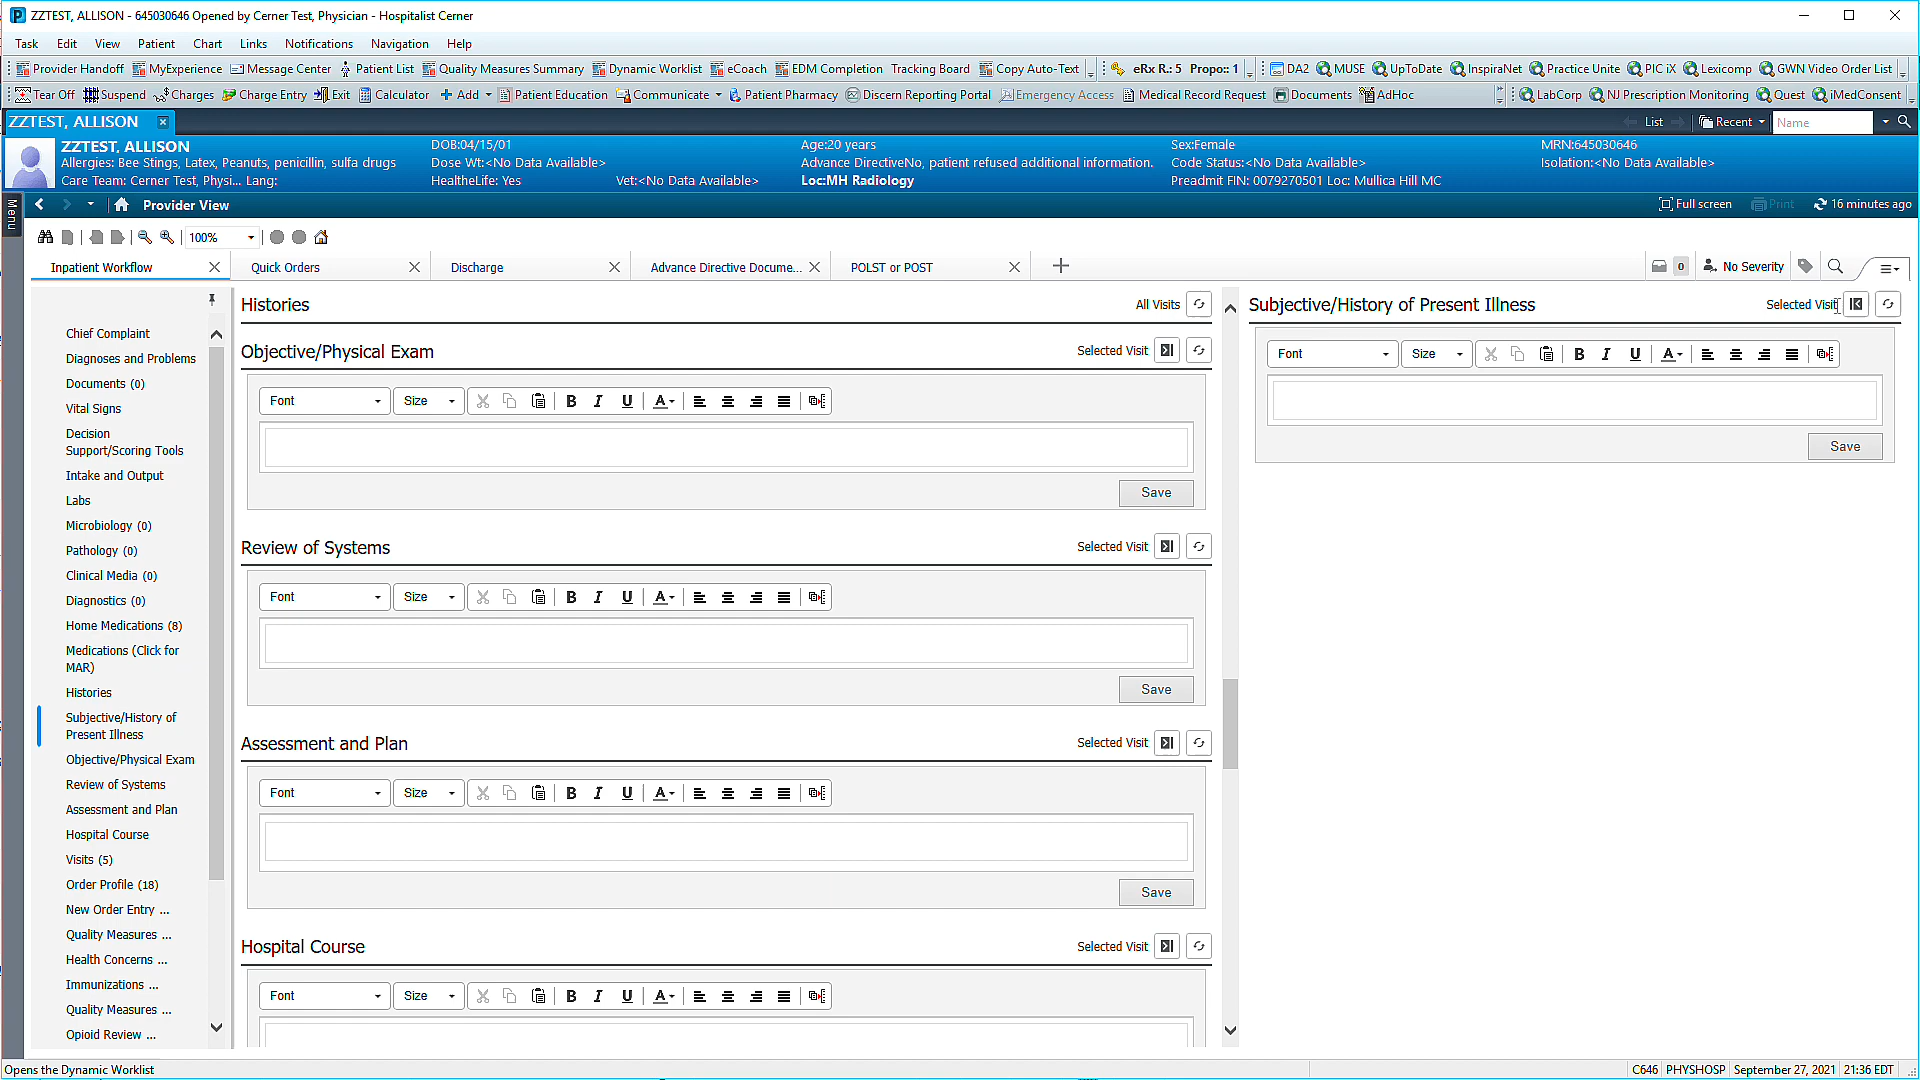 ZZTEST, ALLISON - 645030646 Opened by Cerner Test, Physician - Hospitalist Cerner
Task Edit View Patient Chart Links Notifications Navigation Help
Provider Handoff MyExperience Message Center Patient List Quality Measures Summary Dynamic Worklist eCoach EDM Completion Tracking Board Copy Auto-Text eRx R.: 5 Propo:: 1 DA2 MUSE UpToDate InspiraNet Practice Unite PIC iX Lexicomp GWN Video Order List
Tear Off Suspend Charges Charge Entry Exit Calculator Add Patient Education Communicate Patient Pharmacy Discern Reporting Portal Emergency Access Medical Record Request Documents AdHoc LabCorp NJ Prescription Monitoring Quest iMedConsent
ZZTEST, ALLISON List Recent Name
ZZTEST, ALLISON DOB:04/15/01 Age:20 years Sex:Female MRN:645030646
Allergies: Bee Stings, Latex, Peanuts, penicillin, sulfa drugs Dose Wt:<No Data Available> Advance DirectiveNo, patient refused additional information. Code Status:<No Data Available> Isolation:<No Data Available>
Care Team: Cerner Test, Physi... Lang: HealtheLife: Yes Vet:<No Data Available> Loc:MH Radiology Preadmit FIN: 0079270501 Loc: Mullica Hill MC
Menu
Provider View Full screen Print 16 minutes ago
100%
Inpatient Workflow Quick Orders Discharge Advance Directive Docume... POLST or POST 0 No Severity
Chief Complaint
Diagnoses and Problems
Documents (0)
Vital Signs
Decision
Support/Scoring Tools
Intake and Output
Labs
Microbiology (0)
Pathology (0)
Clinical Media (0)
Diagnostics (0)
Home Medications (8)
Medications (Click for
MAR)
Histories
Subjective/History of
Present Illness
Objective/Physical Exam
Review of Systems
Assessment and Plan
Hospital Course
Visits (5)
Order Profile (18)
New Order Entry ...
Quality Measures ...
Health Concerns ...
Immunizations ...
Quality Measures ...
Opioid Review ...
Histories All Visits
Objective/Physical Exam Selected Visit
Font Size B I U A
Save
Review of Systems Selected Visit
Font Size B I U A
Save
Assessment and Plan Selected Visit
Font Size B I U A
Save
Hospital Course Selected Visit
Font Size B I U A
Subjective/History of Present Illness Selected Visit
Font Size B I U A
Save
Opens the Dynamic Worklist C646 PHYSHOSP September 27, 2021 21:36 EDT